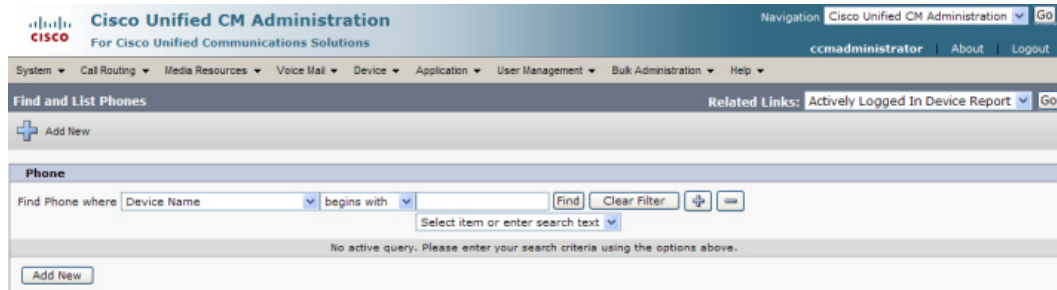 Cisco Unified CM Administration
Navigation Cisco Unified CM Administration Go
CISCO
For Cisco Unified Communications Solutions
ccmadministrator | About | Logout
System Call Routing Media Resources Voice Mail Device Application User Management Bulk Administration Help
Find and List Phones
Related Links: Actively Logged In Device Report Go
Add New
Phone
Find Phone where Device Name begins with Find Clear Filter
Select item or enter search text
No active query. Please enter your search criteria using the options above.
Add New